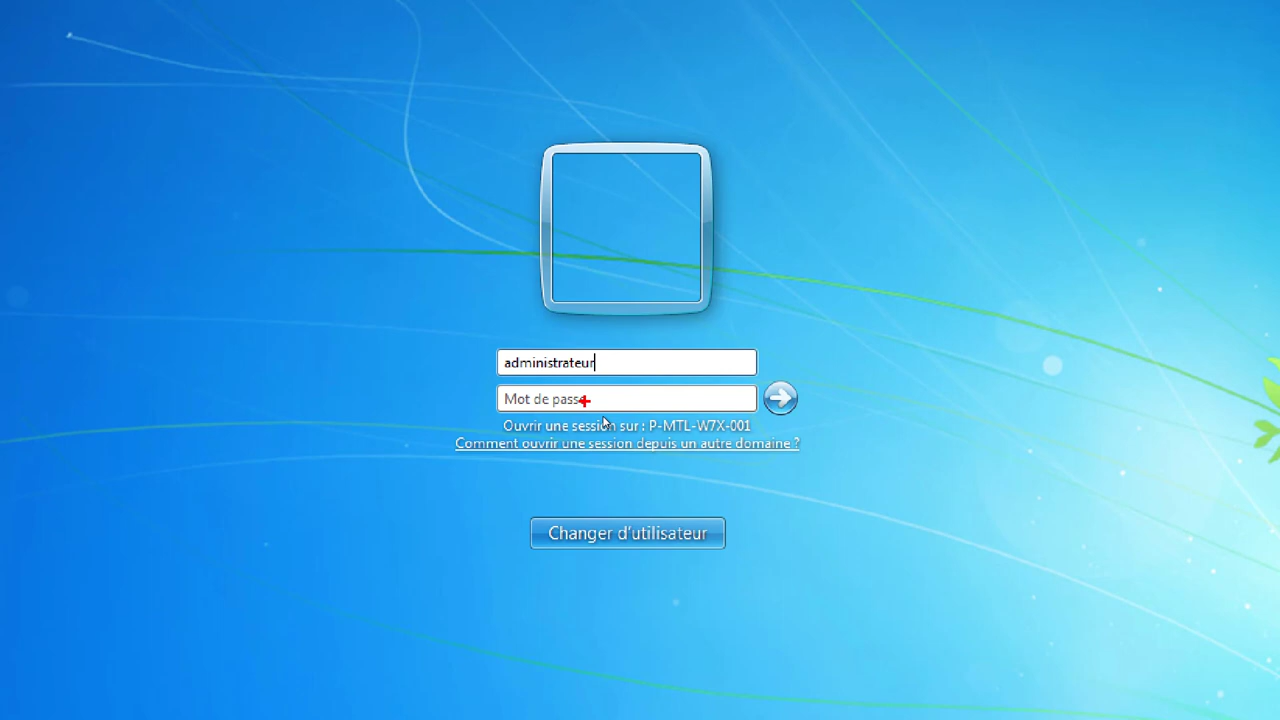 administrateur
Mot de passe
Ouvrir une session sur : P-MTL-W7X-001
Comment ouvrir une session depuis un autre domaine ?
Changer d'utilisateur